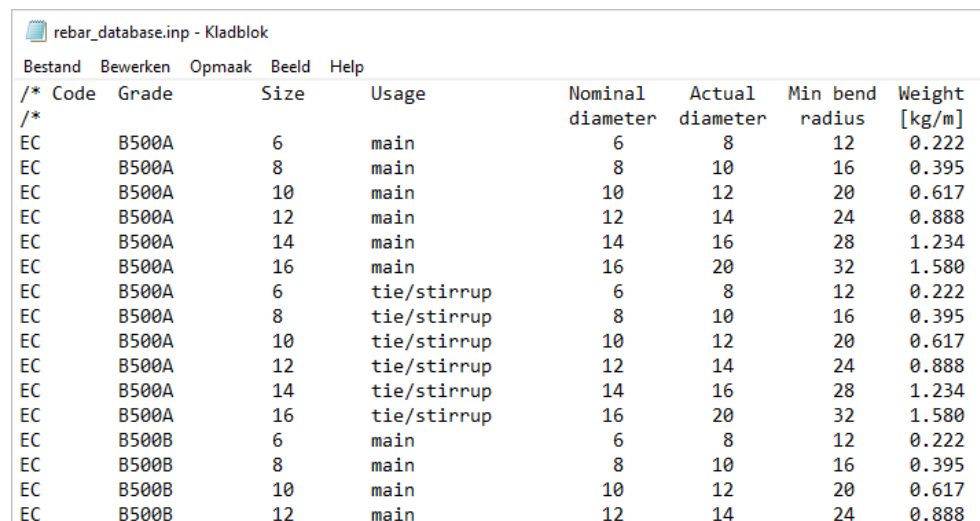 rebar_database.inp - Kladblok
Bestand Bewerken Opmaak Beeld Help
/* Code Grade Size Usage Nominal Actual Min bend Weight
/* diameter diameter radius [kg/m]
EC B500A 6 main 6 8 12 0.222
EC B500A 8 main 8 10 16 0.395
EC B500A 10 main 10 12 20 0.617
EC B500A 12 main 12 14 24 0.888
EC B500A 14 main 14 16 28 1.234
EC B500A 16 main 16 20 32 1.580
EC B500A 6 tie/stirrup 6 8 12 0.222
EC B500A 8 tie/stirrup 8 10 16 0.395
EC B500A 10 tie/stirrup 10 12 20 0.617
EC B500A 12 tie/stirrup 12 14 24 0.888
EC B500A 14 tie/stirrup 14 16 28 1.234
EC B500A 16 tie/stirrup 16 20 32 1.580
EC B500B 6 main 6 8 12 0.222
EC B500B 8 main 8 10 16 0.395
EC B500B 10 main 10 12 20 0.617
EC B500B 12 main 12 14 24 0.888